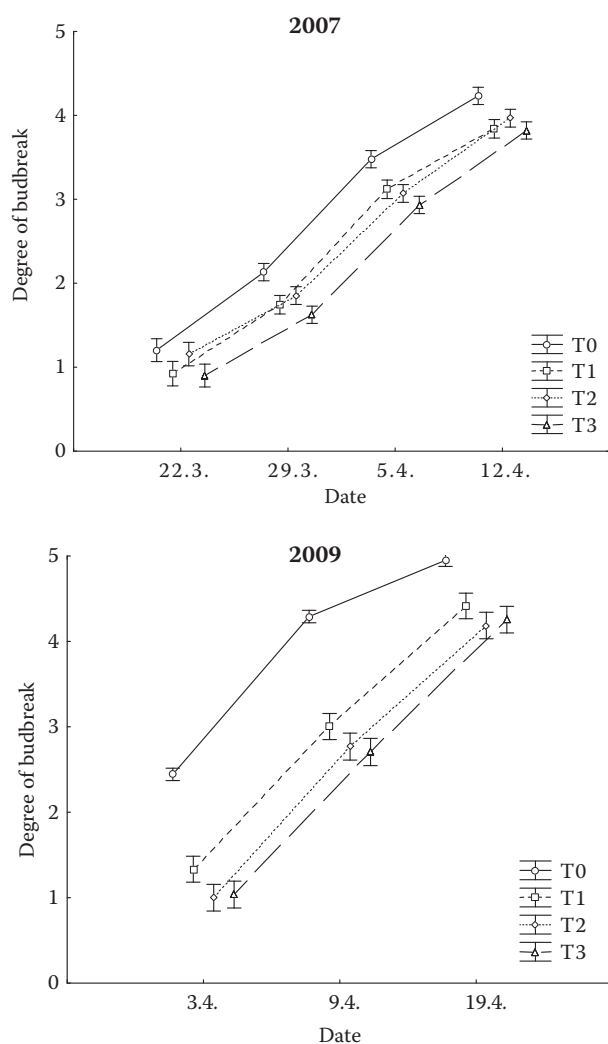 2007
5
4
3
2
1
0
Degree of budbreak
T0
T1
T2
T3
22.3. 29.3. 5.4. 12.4.
Date
2009
5
4
3
2
1
0
Degree of budbreak
T0
T1
T2
T3
3.4. 9.4. 19.4.
Date